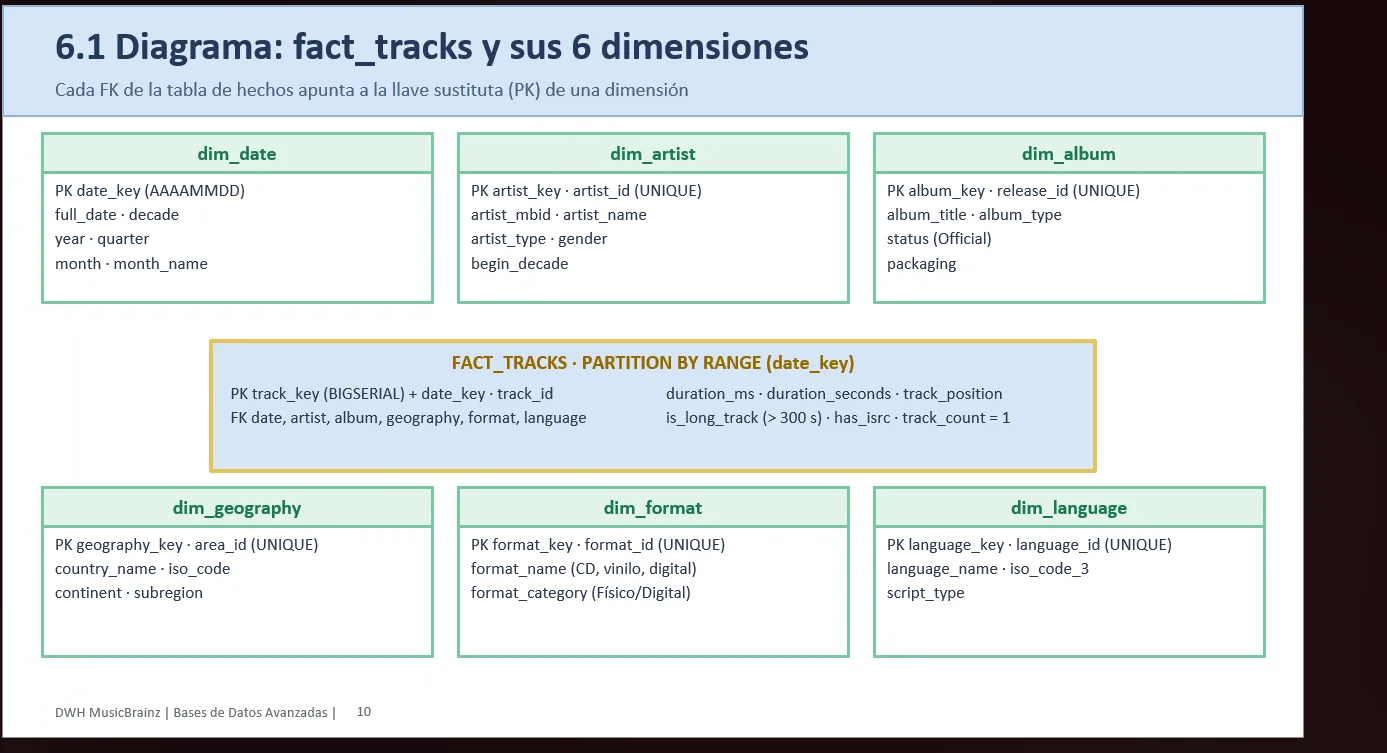 6.1 Diagrama: fact_tracks y sus 6 dimensiones
Cada FK de la tabla de hechos apunta a la llave sustituta (PK) de una dimensión
dim_date
PK date_key (AAAAMMDD)
full_date · decade
year · quarter
month · month_name
dim_artist
PK artist_key · artist_id (UNIQUE)
artist_mbid · artist_name
artist_type · gender
begin_decade
dim_album
PK album_key · release_id (UNIQUE)
album_title · album_type
status (Official)
packaging
FACT_TRACKS · PARTITION BY RANGE (date_key)
PK track_key (BIGSERIAL) + date_key · track_id
FK date, artist, album, geography, format, language
duration_ms · duration_seconds · track_position
is_long_track (> 300 s) · has_isrc · track_count = 1
dim_geography
PK geography_key · area_id (UNIQUE)
country_name · iso_code
continent · subregion
dim_format
PK format_key · format_id (UNIQUE)
format_name (CD, vinilo, digital)
format_category (Físico/Digital)
dim_language
PK language_key · language_id (UNIQUE)
language_name · iso_code_3
script_type
DWH MusicBrainz | Bases de Datos Avanzadas | 10